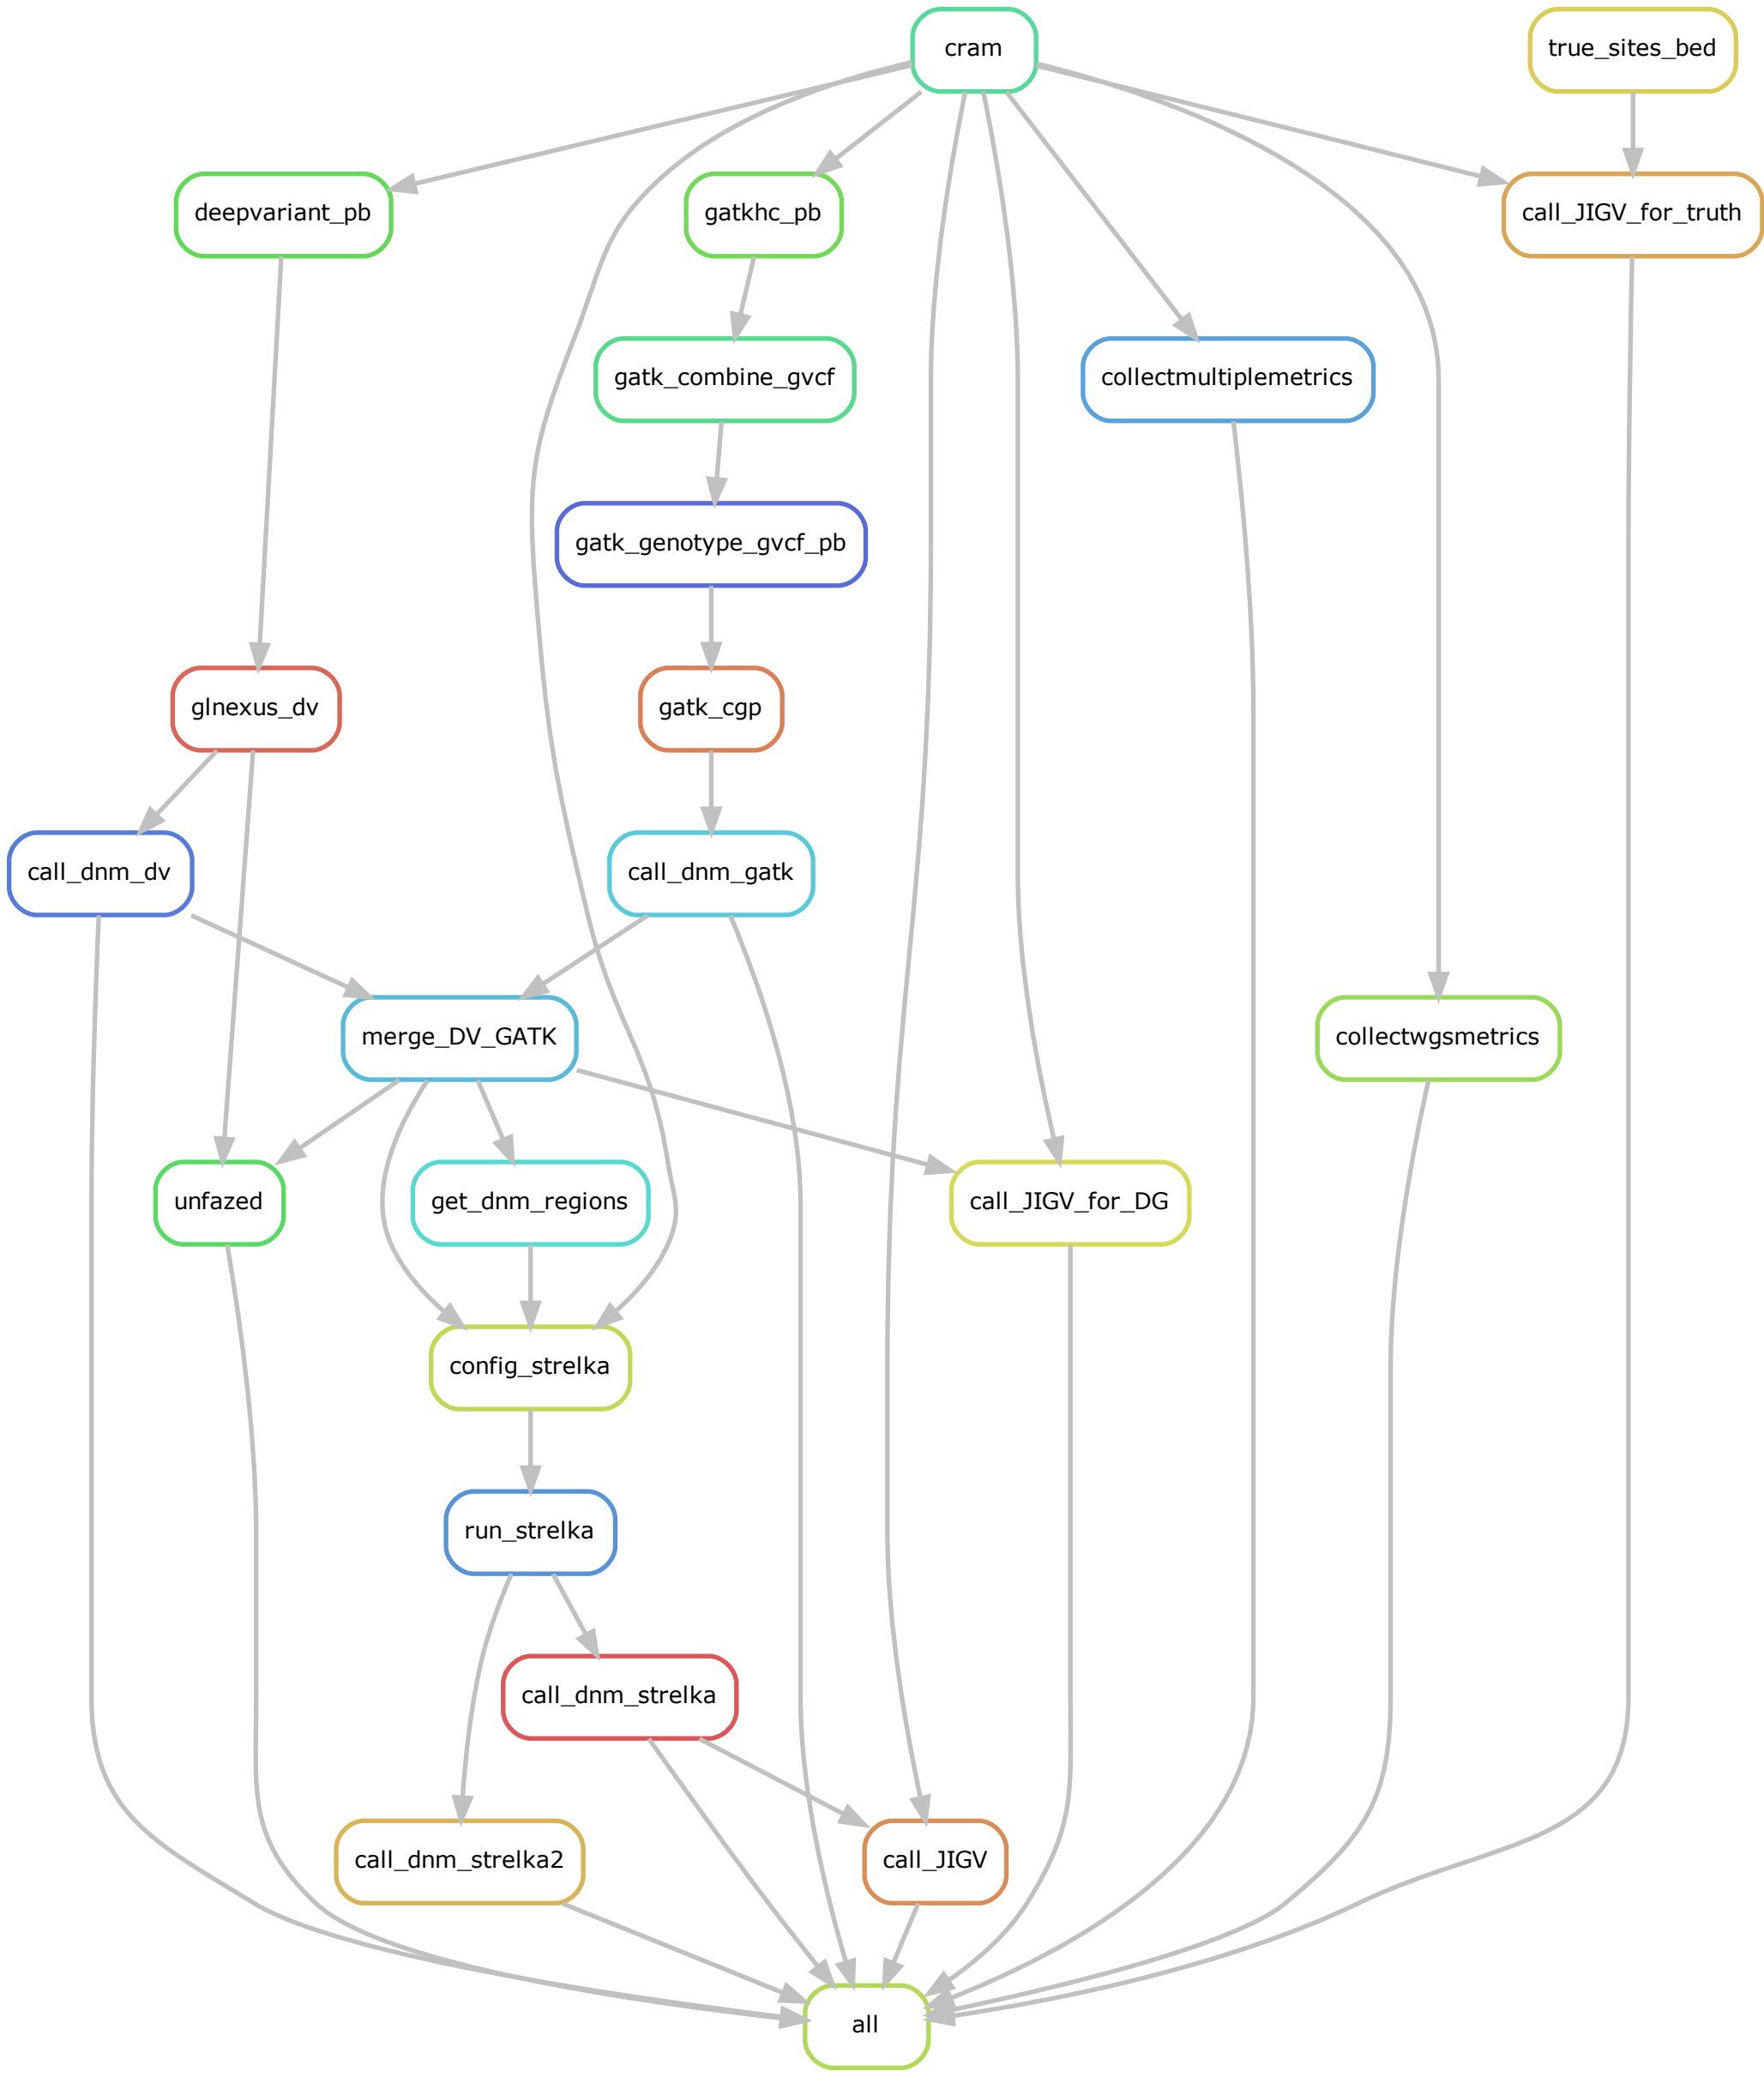 cram
true_sites_bed
deepvariant_pb
gatkhc_pb
call_JIGV_for_truth
gatk_combine_gvcf
collectmultiplemetrics
gatk_genotype_gvcf_pb
glnexus_dv
gatk_cgp
call_dnm_dv
call_dnm_gatk
merge_DV_GATK
collectwgsmetrics
unfazed
get_dnm_regions
call_JIGV_for_DG
config_strelka
run_strelka
call_dnm_strelka
call_dnm_strelka2
call_JIGV
all